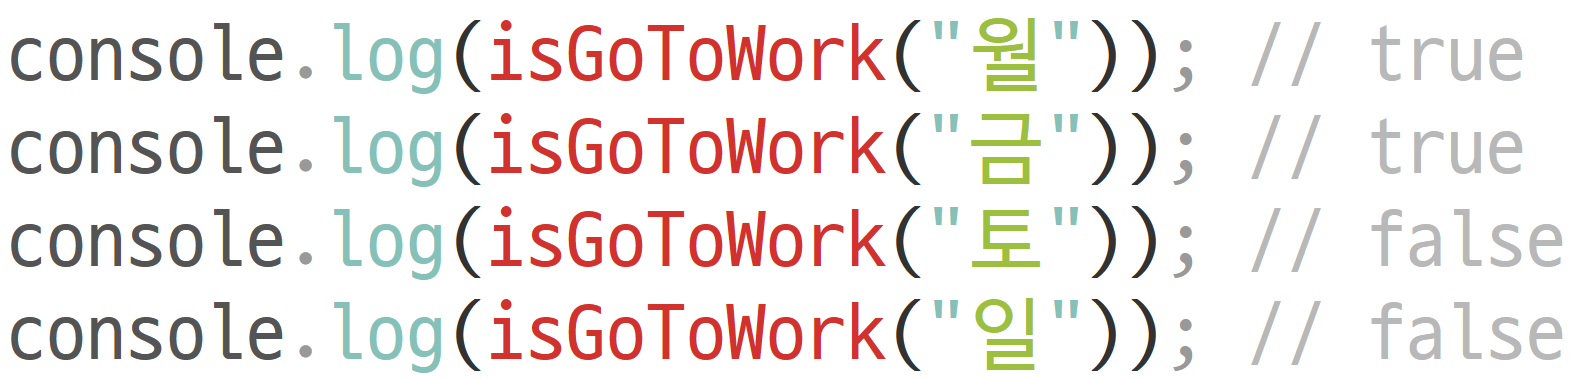 console.log(isGoToWork("월")); // true
console.log(isGoToWork("금")); // true
console.log(isGoToWork("토")); // false
console.log(isGoToWork("일")); // false